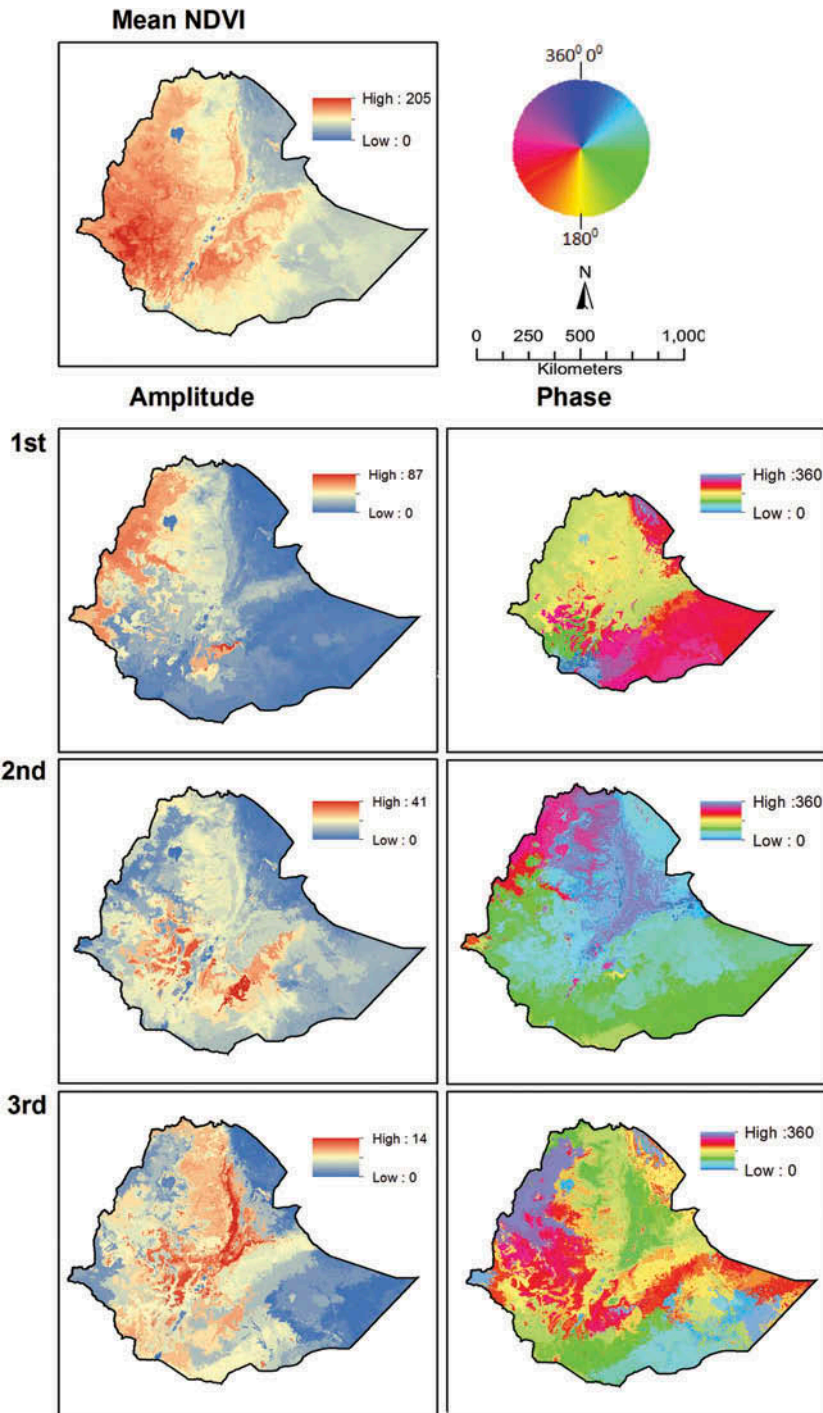 Mean NDVI
High : 205
Low : 0
360⁰ 0⁰
180⁰
N
0 250 500 1,000
Kilometers
Amplitude
Phase
1st
High : 87
Low : 0
High :360
Low : 0
2nd
High : 41
Low : 0
High :360
Low : 0
3rd
High : 14
Low : 0
High :360
Low : 0